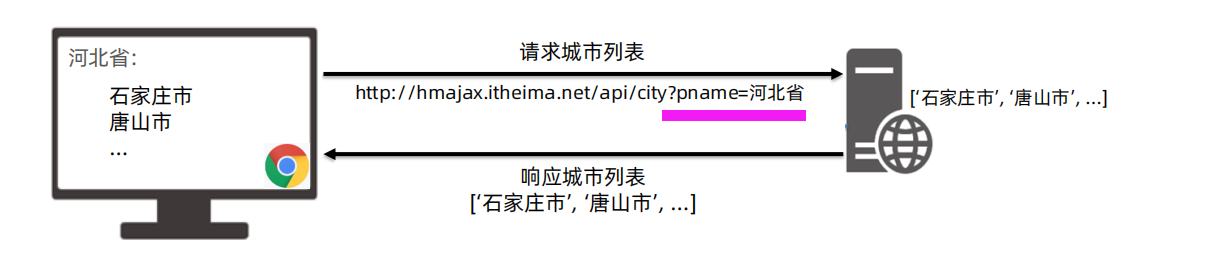 河北省：
石家庄市
唐山市
...
请求城市列表
http://hmajax.itheima.net/api/city?pname=河北省
响应城市列表
[‘石家庄市’, ‘唐山市’, ...]
[‘石家庄市’, ‘唐山市’, ...]